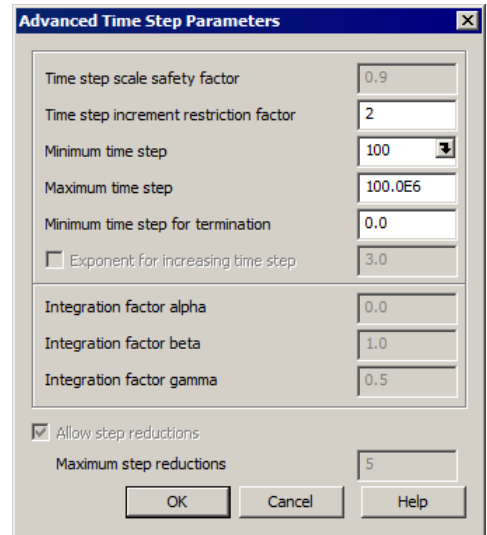 Advanced Time Step Parameters
Time step scale safety factor 0.9
Time step increment restriction factor 2
Minimum time step 100
Maximum time step 100.0E6
Minimum time step for termination 0.0
Exponent for increasing time step 3.0
Integration factor alpha 0.0
Integration factor beta 1.0
Integration factor gamma 0.5
Allow step reductions
Maximum step reductions 5
OK Cancel Help